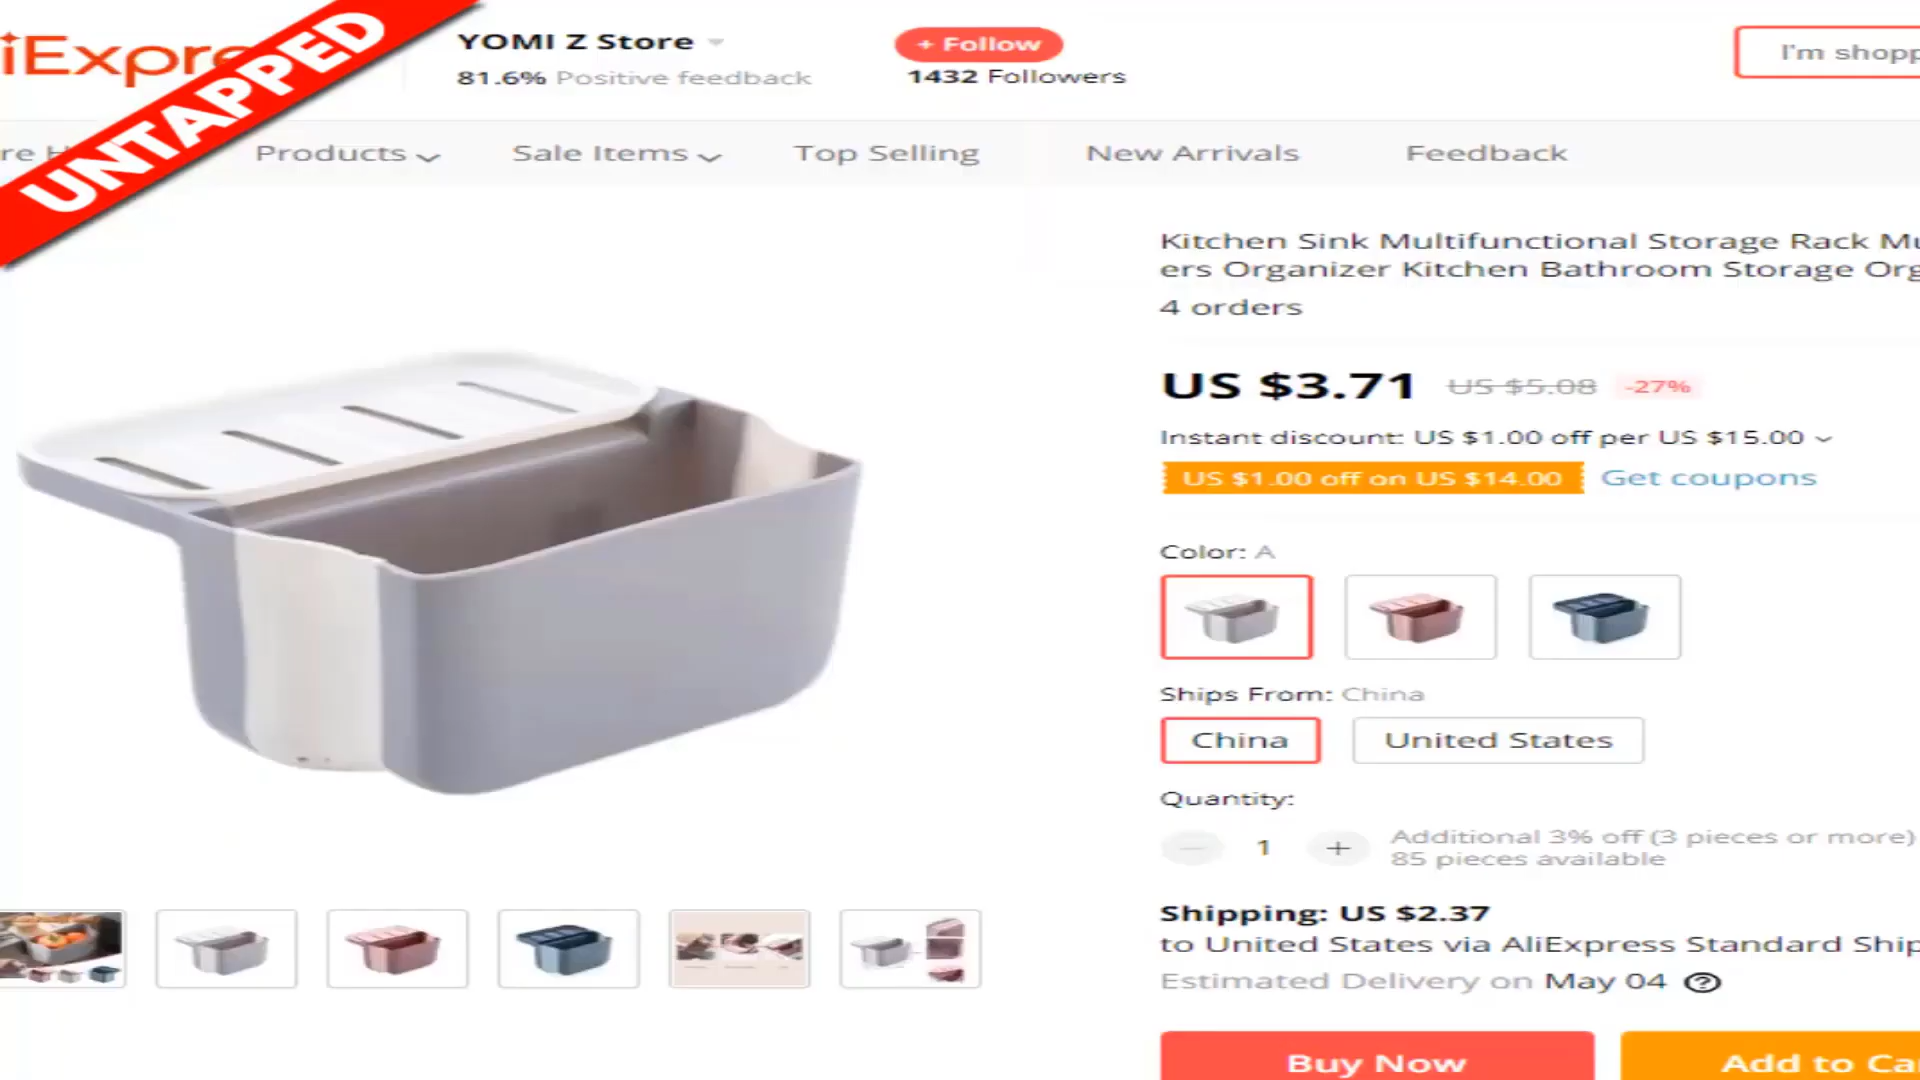 iExpre
UNTAPPED
YOMI Z Store
81.6% Positive feedback
+ Follow
1432 Followers
I'm shopp
re H
Products
Sale Items
Top Selling
New Arrivals
Feedback
Kitchen Sink Multifunctional Storage Rack Mu
ers Organizer Kitchen Bathroom Storage Org
4 orders
US $3.71 US $5.08 -27%
Instant discount: US $1.00 off per US $15.00
US $1.00 off on US $14.00 Get coupons
Color: A
Ships From: China
China
United States
Quantity:
1
Additional 3% off (3 pieces or more)
85 pieces available
Shipping: US $2.37
to United States via AliExpress Standard Ship
Estimated Delivery on May 04
Buy Now
Add to Ca